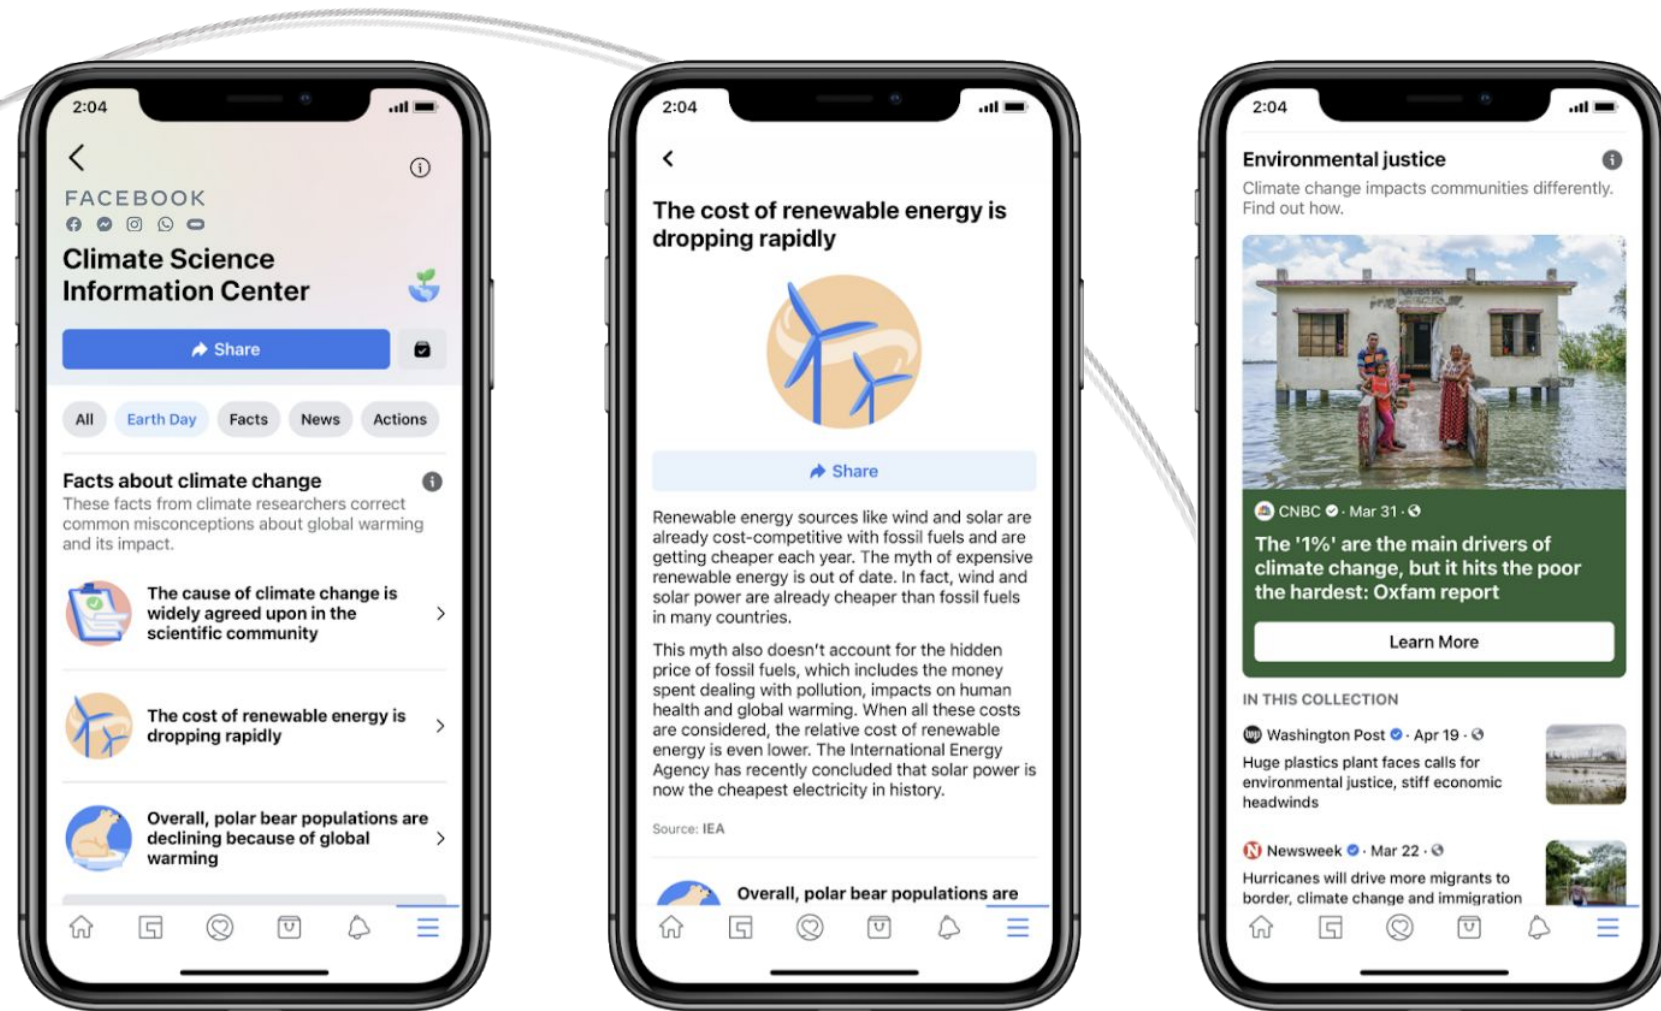 2:04
FACEBOOK
Climate Science
Information Center
Share
All
Earth Day
Facts
News
Actions
Facts about climate change
These facts from climate researchers correct
common misconceptions about global warming
and its impact.
The cause of climate change is
widely agreed upon in the
scientific community
The cost of renewable energy is
dropping rapidly
Overall, polar bear populations are
declining because of global
warming
2:04
The cost of renewable energy is
dropping rapidly
Share
Renewable energy sources like wind and solar are
already cost-competitive with fossil fuels and are
getting cheaper each year. The myth of expensive
renewable energy is out of date. In fact, wind and
solar power are already cheaper than fossil fuels
in many countries.
This myth also doesn't account for the hidden
price of fossil fuels, which includes the money
spent dealing with pollution, impacts on human
health and global warming. When all these costs
are considered, the relative cost of renewable
energy is even lower. The International Energy
Agency has recently concluded that solar power is
now the cheapest electricity in history.
Source: IEA
Overall, polar bear populations are
2:04
Environmental justice
Climate change impacts communities differently.
Find out how.
CNBC · Mar 31 ·
The '1%' are the main drivers of
climate change, but it hits the poor
the hardest: Oxfam report
Learn More
IN THIS COLLECTION
wp Washington Post · Apr 19 ·
Huge plastics plant faces calls for
environmental justice, stiff economic
headwinds
N Newsweek · Mar 22 ·
Hurricanes will drive more migrants to
border, climate change and immigration